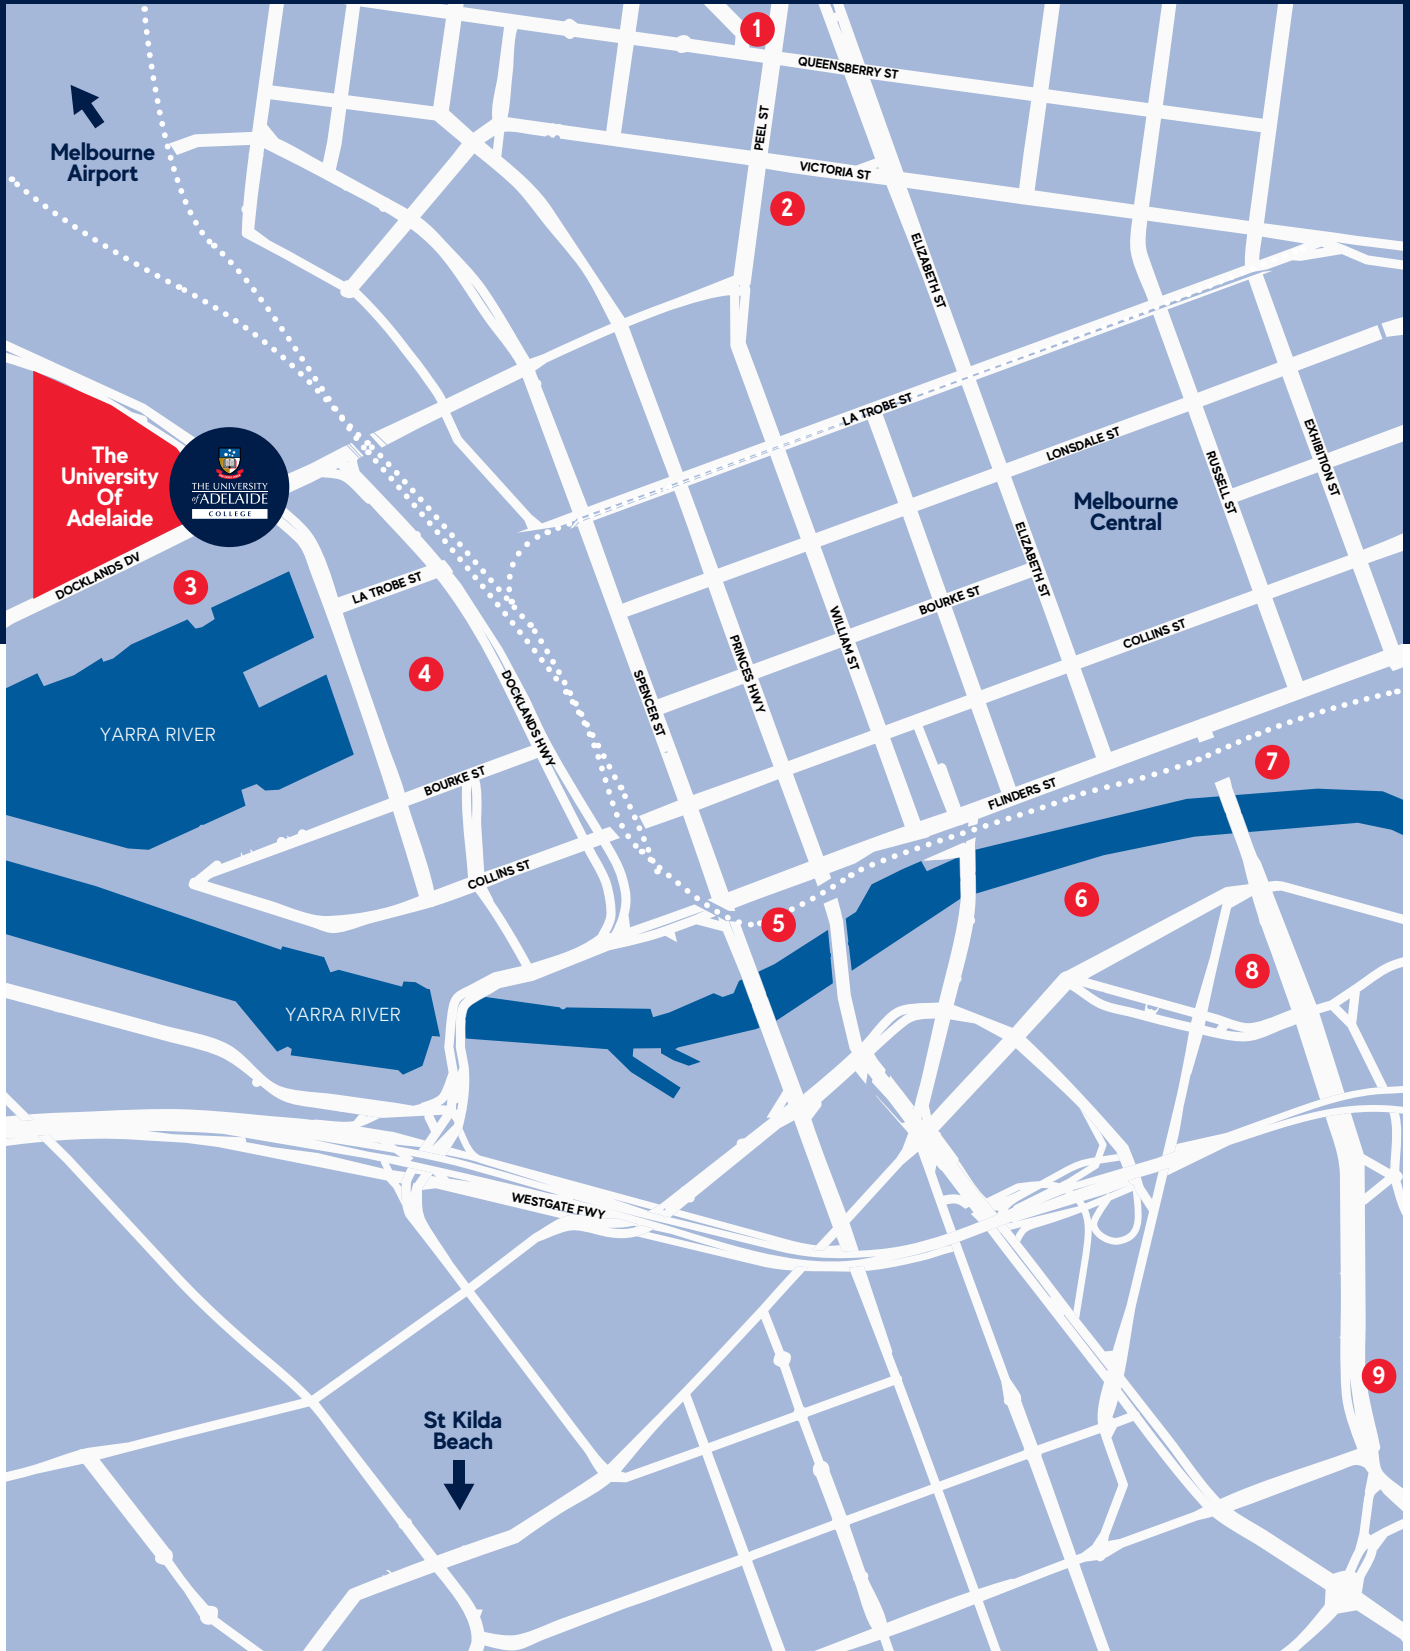 1
QUEENSBERRY ST
PEEL ST
Melbourne
Airport
VICTORIA ST
2
ELIZABETH ST
LA TROBE ST
LONSDALE ST
EXHIBITION ST
RUSSELL ST
The
University
Of
Adelaide
THE UNIVERSITY
of ADELAIDE
COLLEGE
Melbourne
Central
ELIZABETH ST
DOCKLANDS DV
3
LA TROBE ST
BOURKE ST
WILLIAM ST
COLLINS ST
PRINCES HWY
4
SPENCER ST
DOCKLANDS HWY
YARRA RIVER
7
BOURKE ST
FLINDERS ST
COLLINS ST
6
5
8
YARRA RIVER
WESTGATE FWY
9
St Kilda
Beach